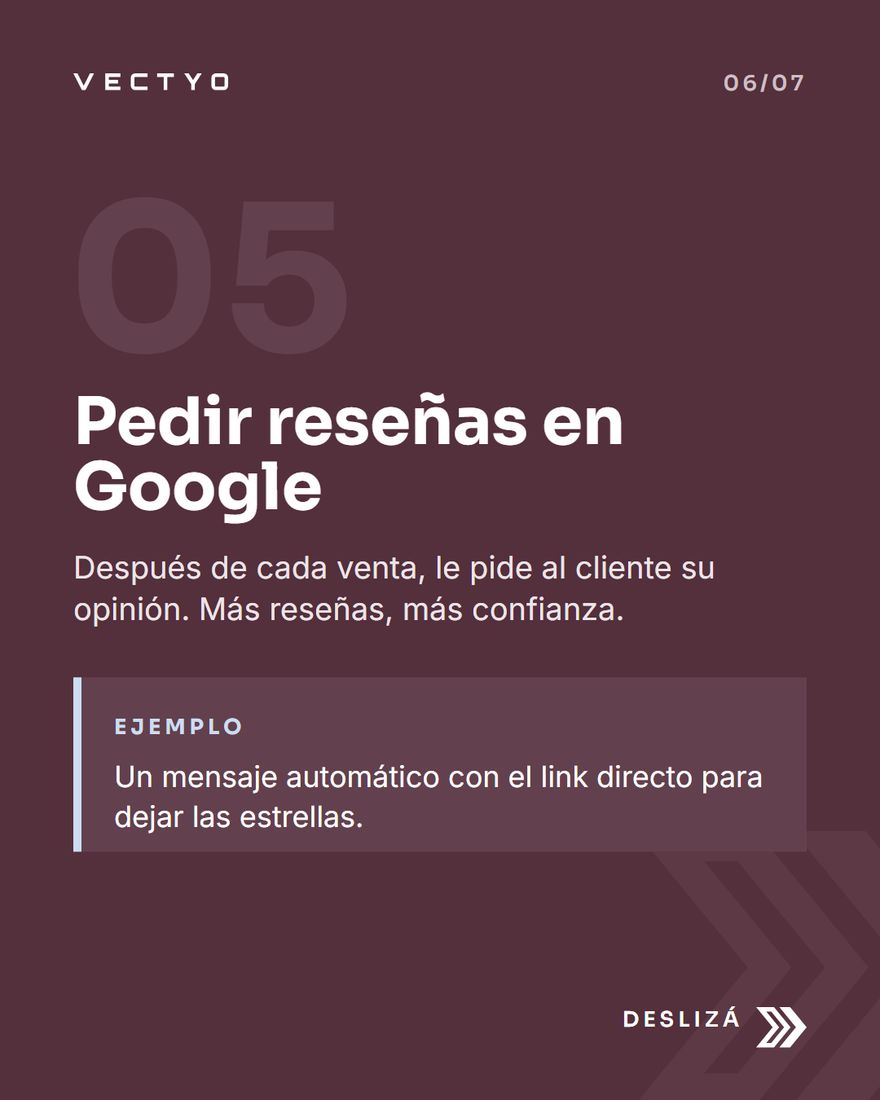 VECTYO
06/07
05
Pedir reseñas en
Google
Después de cada venta, le pide al cliente su
opinión. Más reseñas, más confianza.
EJEMPLO
Un mensaje automático con el link directo para
dejar las estrellas.
DESLIZÁ